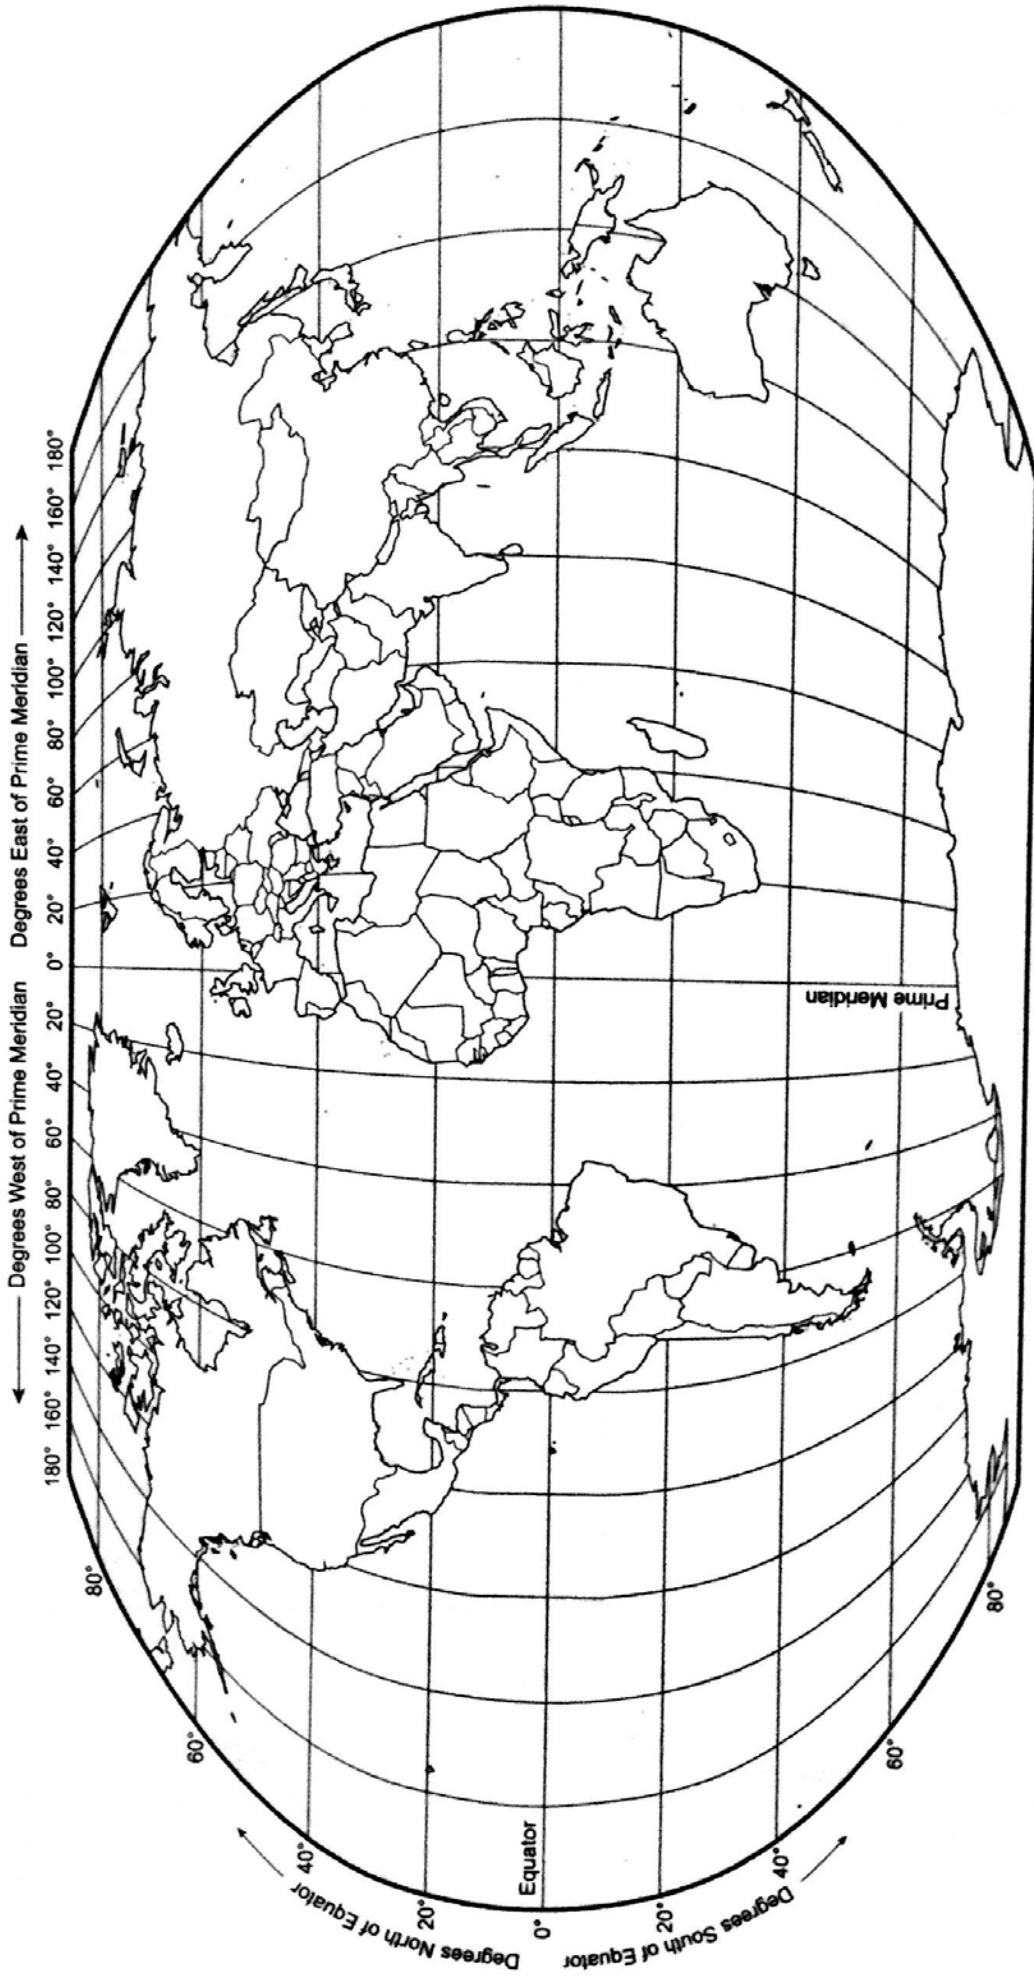 Degrees West of Prime Meridian Degrees East of Prime Meridian
180° 160° 140° 120° 100° 80° 60° 40° 20° 0° 20° 40° 60° 80° 100° 120° 140° 160° 180°
80°
60°
40°
Degrees North of Equator
20°
Equator
0°
20°
Degrees South of Equator
40°
60°
80°
Prime Meridian